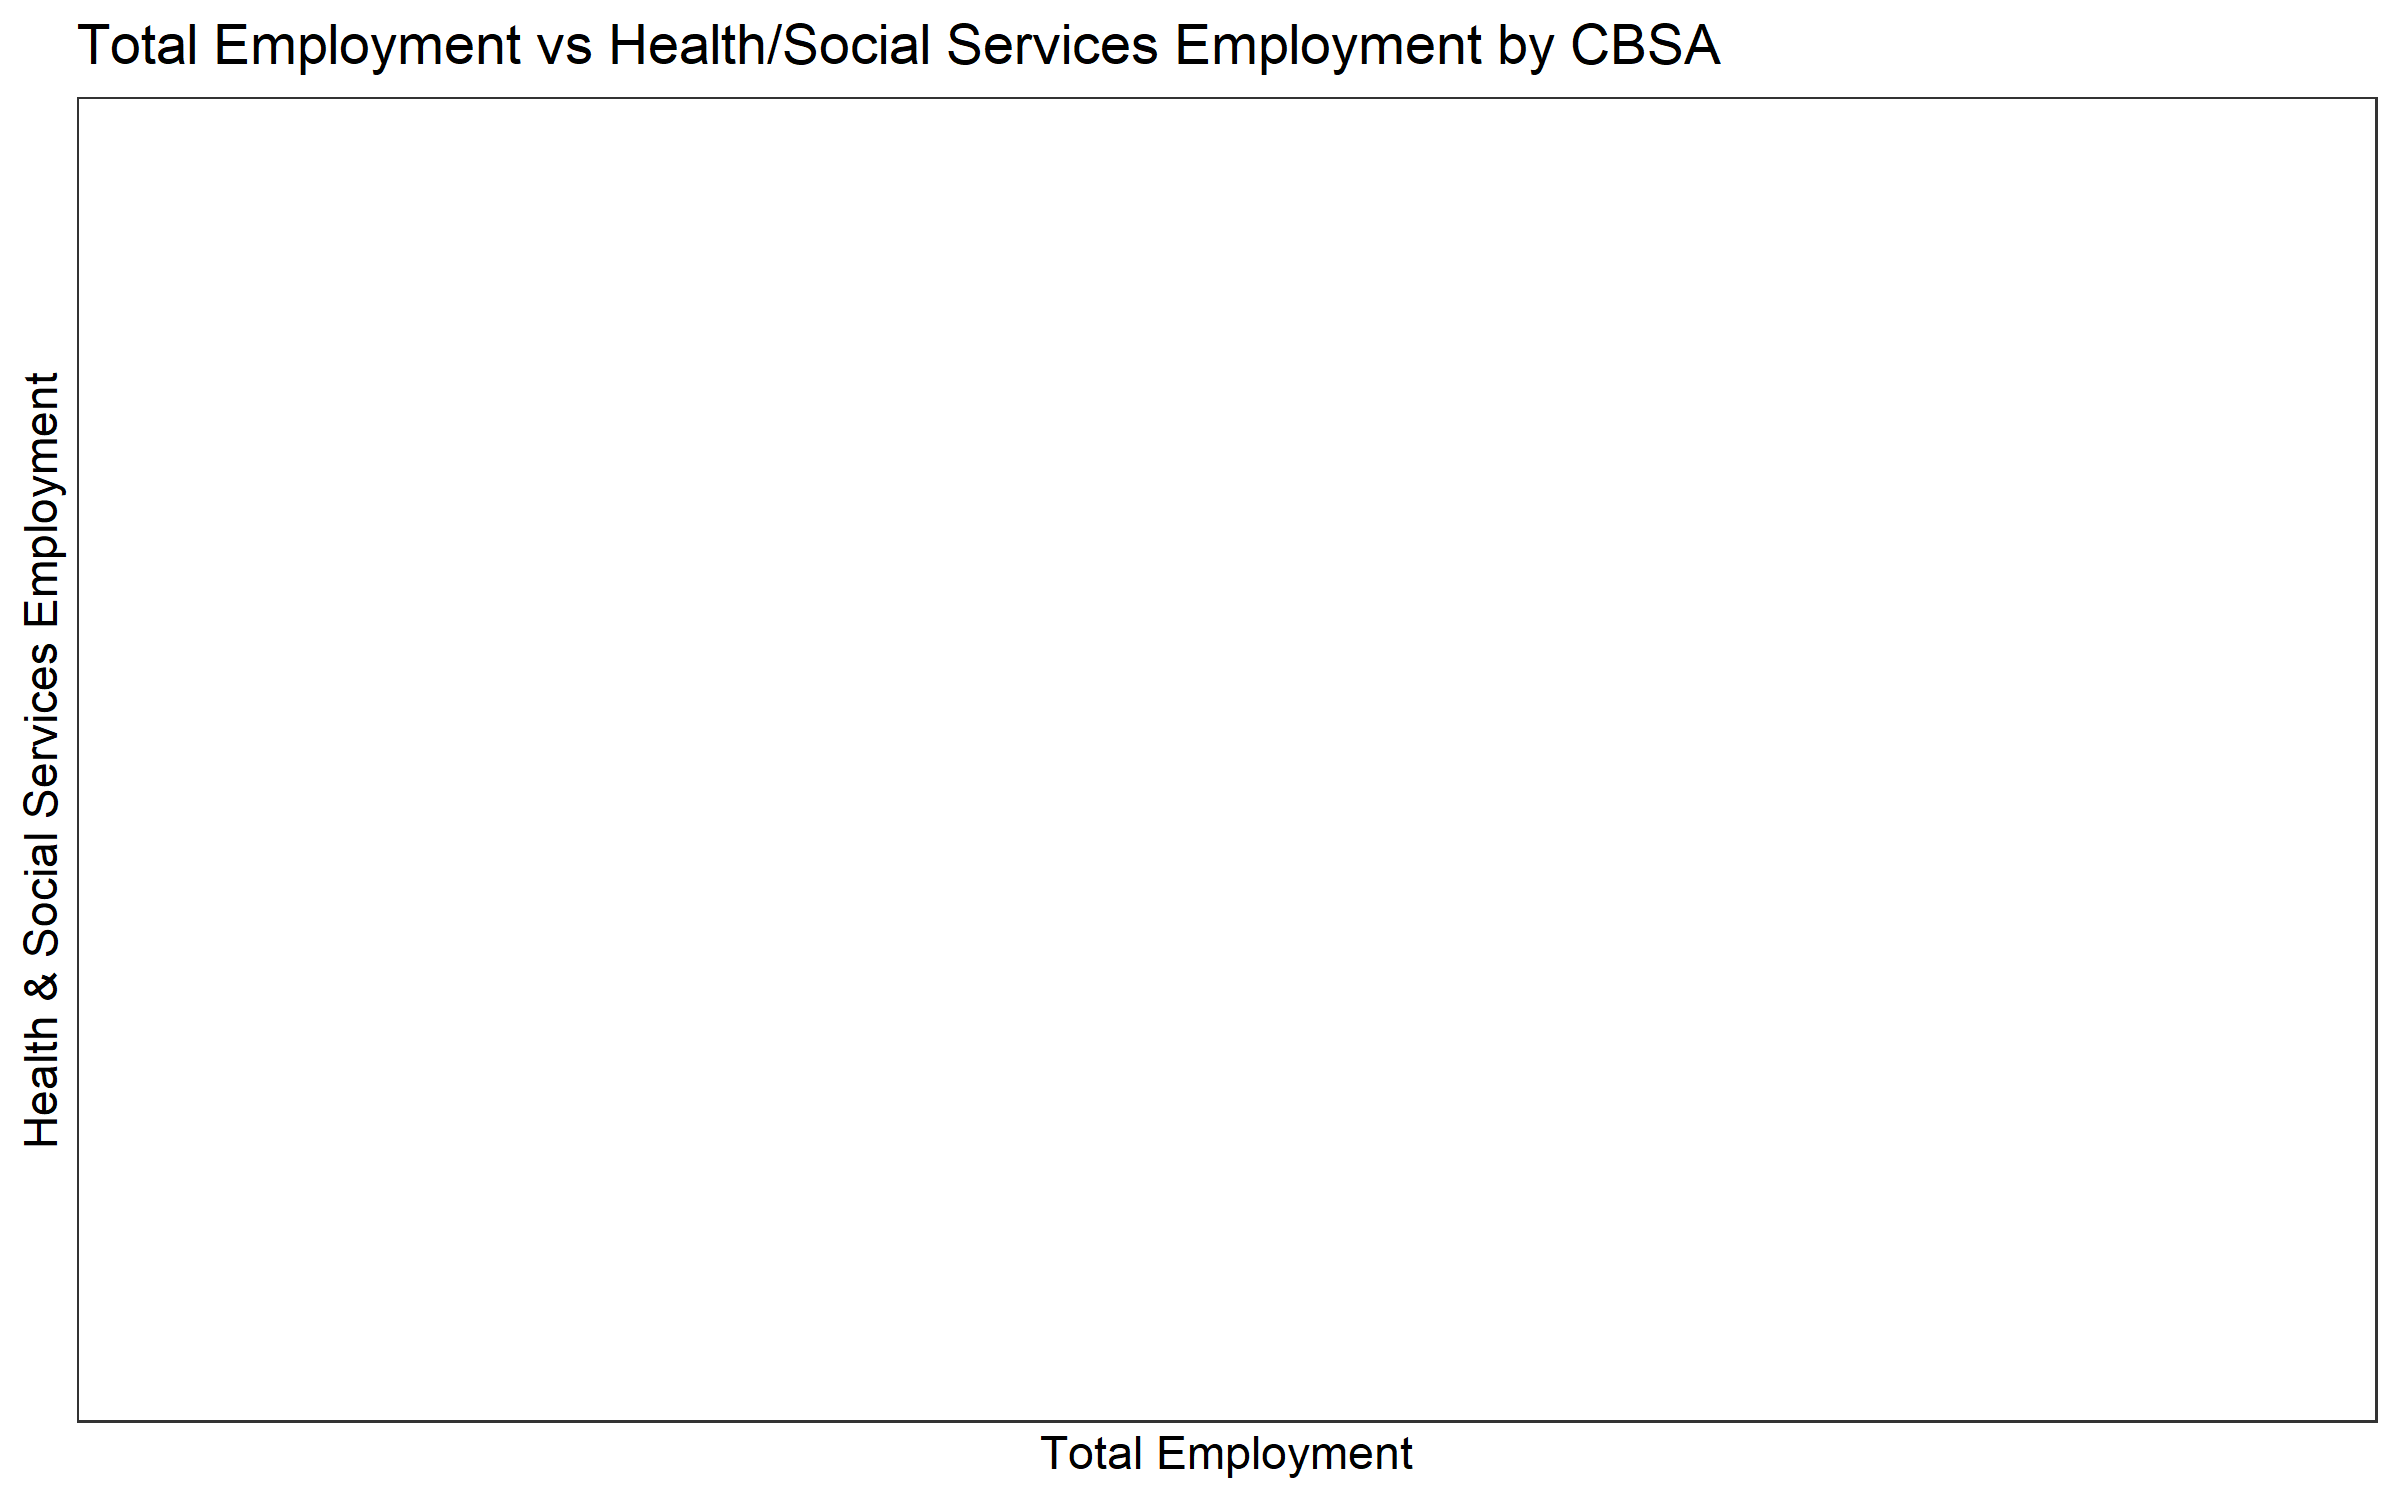 Total Employment vs Health/Social Services Employment by CBSA
Health & Social Services Employment
Total Employment